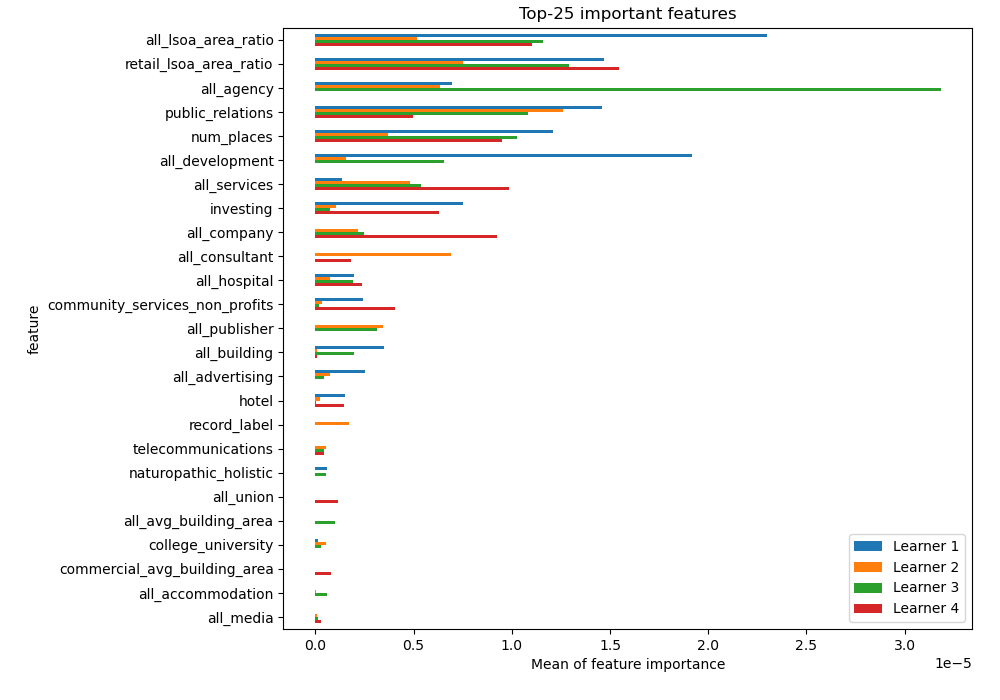 Top-25 important features
all_lsoa_area_ratio
retail_lsoa_area_ratio
all_agency
public_relations
num_places
all_development
all_services
investing
all_company
all_consultant
all_hospital
community_services_non_profits
all_publisher
all_building
all_advertising
hotel
record_label
telecommunications
naturopathic_holistic
all_union
all_avg_building_area
college_university
commercial_avg_building_area
all_accommodation
all_media
feature
Learner 1
Learner 2
Learner 3
Learner 4
0.0 0.5 1.0 1.5 2.0 2.5 3.0
1e−5
Mean of feature importance